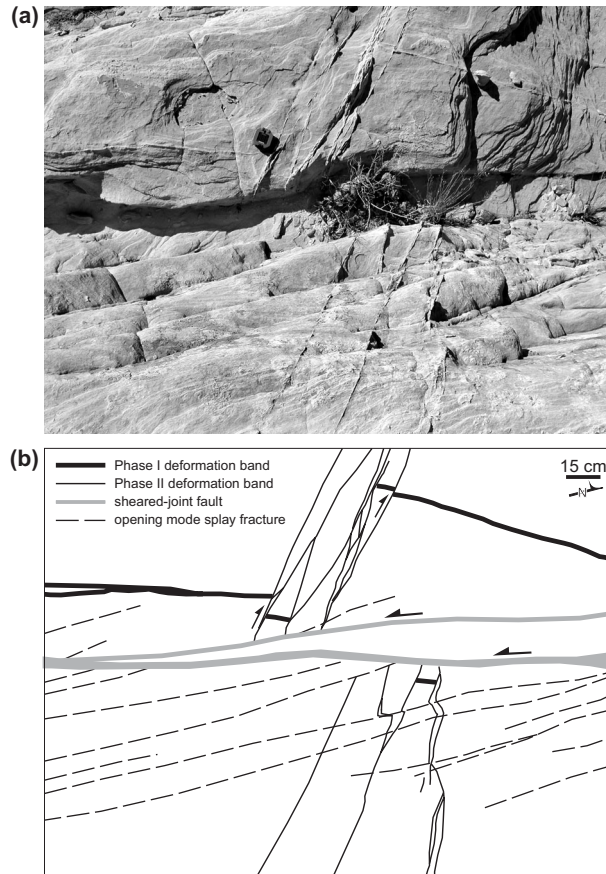 (a)
(b)
Phase I deformation band
Phase II deformation band
sheared-joint fault
opening mode splay fracture
15 cm
N